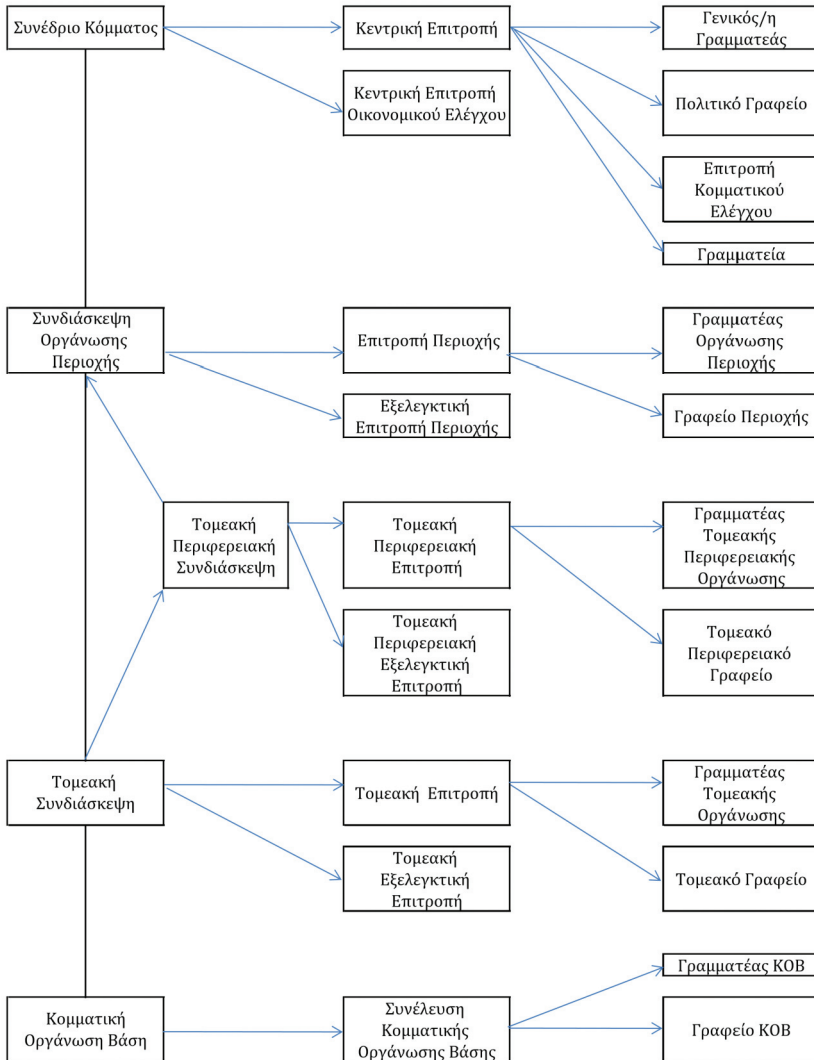 Συνέδριο Κόμματος
Κεντρική Επιτροπή
Γενικός/η
Γραμματεάς
Κεντρική Επιτροπή
Οικονομικού Ελέγχου
Πολιτικό Γραφείο
Επιτροπή
Κομματικού
Ελέγχου
Γραμματεία
Συνδιάσκεψη
Οργάνωσης
Περιοχής
Επιτροπή Περιοχής
Γραμματέας
Οργάνωσης
Περιοχής
Εξελεγκτική
Επιτροπή Περιοχής
Γραφείο Περιοχής
Τομεακή
Περιφερειακή
Συνδιάσκεψη
Τομεακή
Περιφερειακή
Επιτροπή
Γραμματέας
Τομεακής
Περιφερειακής
Οργάνωσης
Τομεακή
Περιφερειακή
Εξελεγκτική
Επιτροπή
Τομεακό
Περιφερειακό
Γραφείο
Τομεακή
Συνδιάσκεψη
Τομεακή Επιτροπή
Γραμματέας
Τομεακής
Οργάνωσης
Τομεακή
Εξελεγκτική
Επιτροπή
Τομεακό Γραφείο
Γραμματέας ΚΟΒ
Κομματική
Οργάνωση Βάση
Συνέλευση
Κομματικής
Οργάνωσης Βάσης
Γραφείο ΚΟΒ